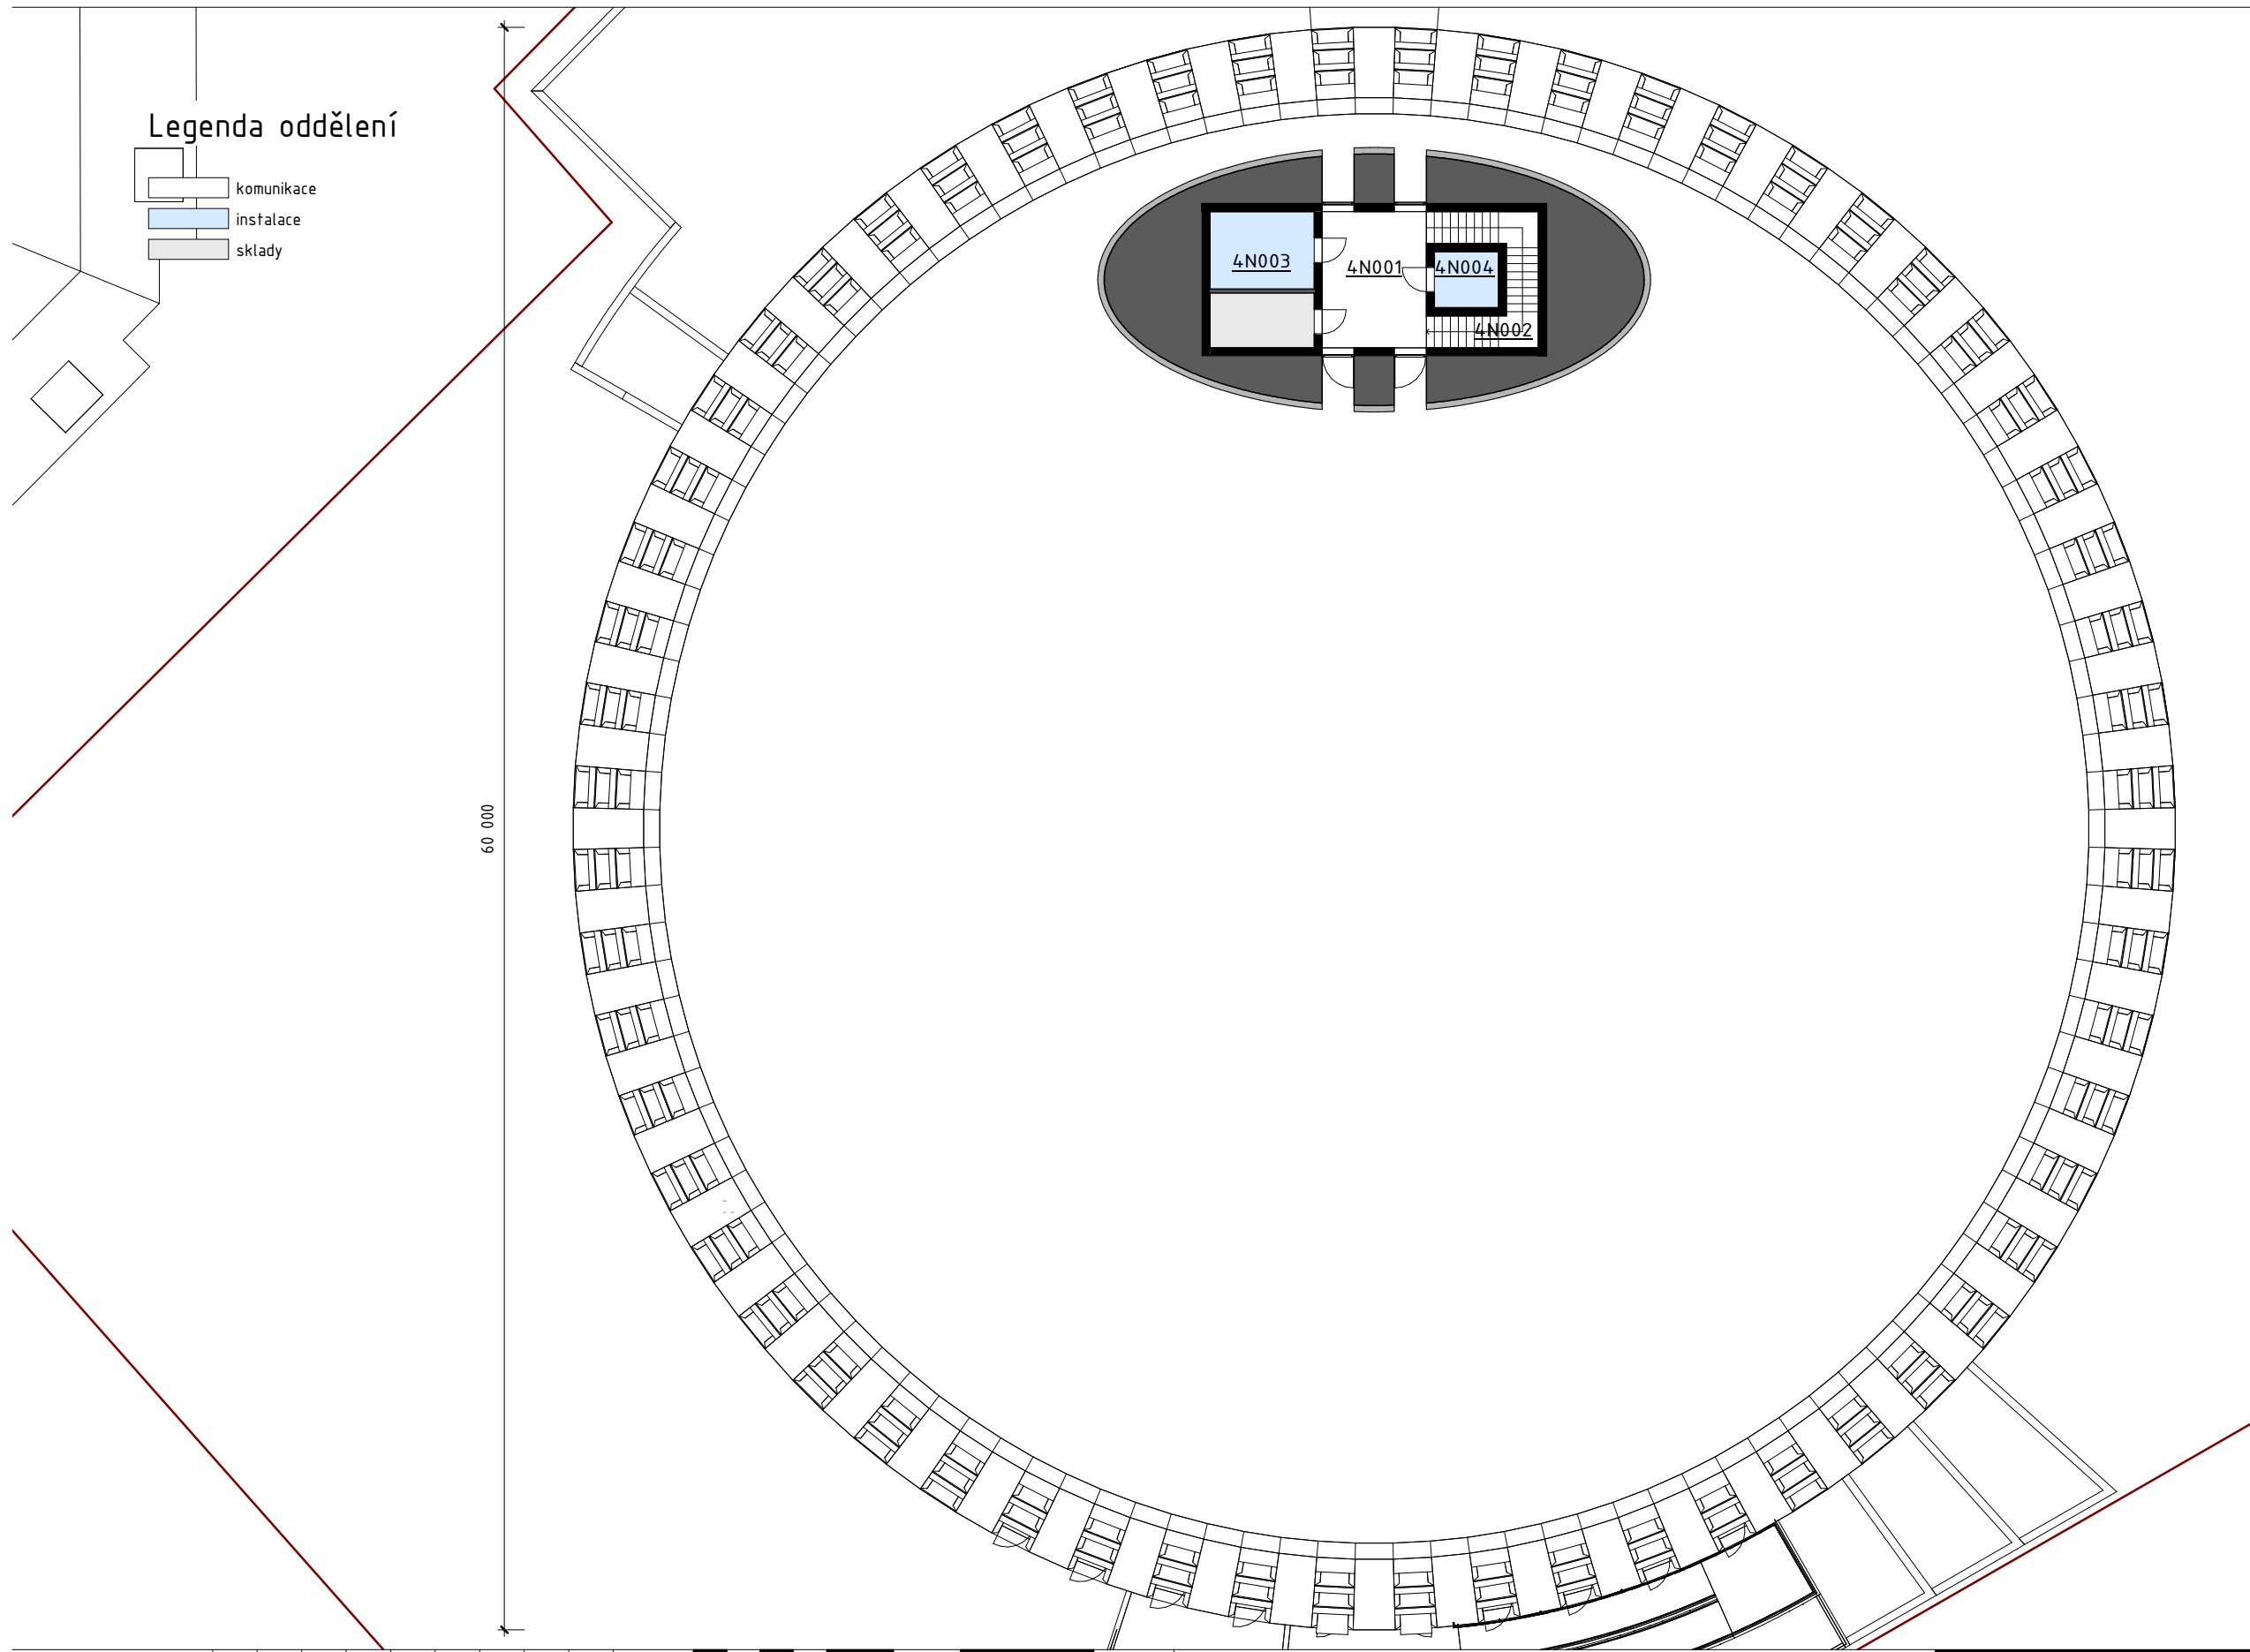 Legenda oddělení
komunikace
instalace
sklady
4N003
4N001
4N004
4N002
60 000